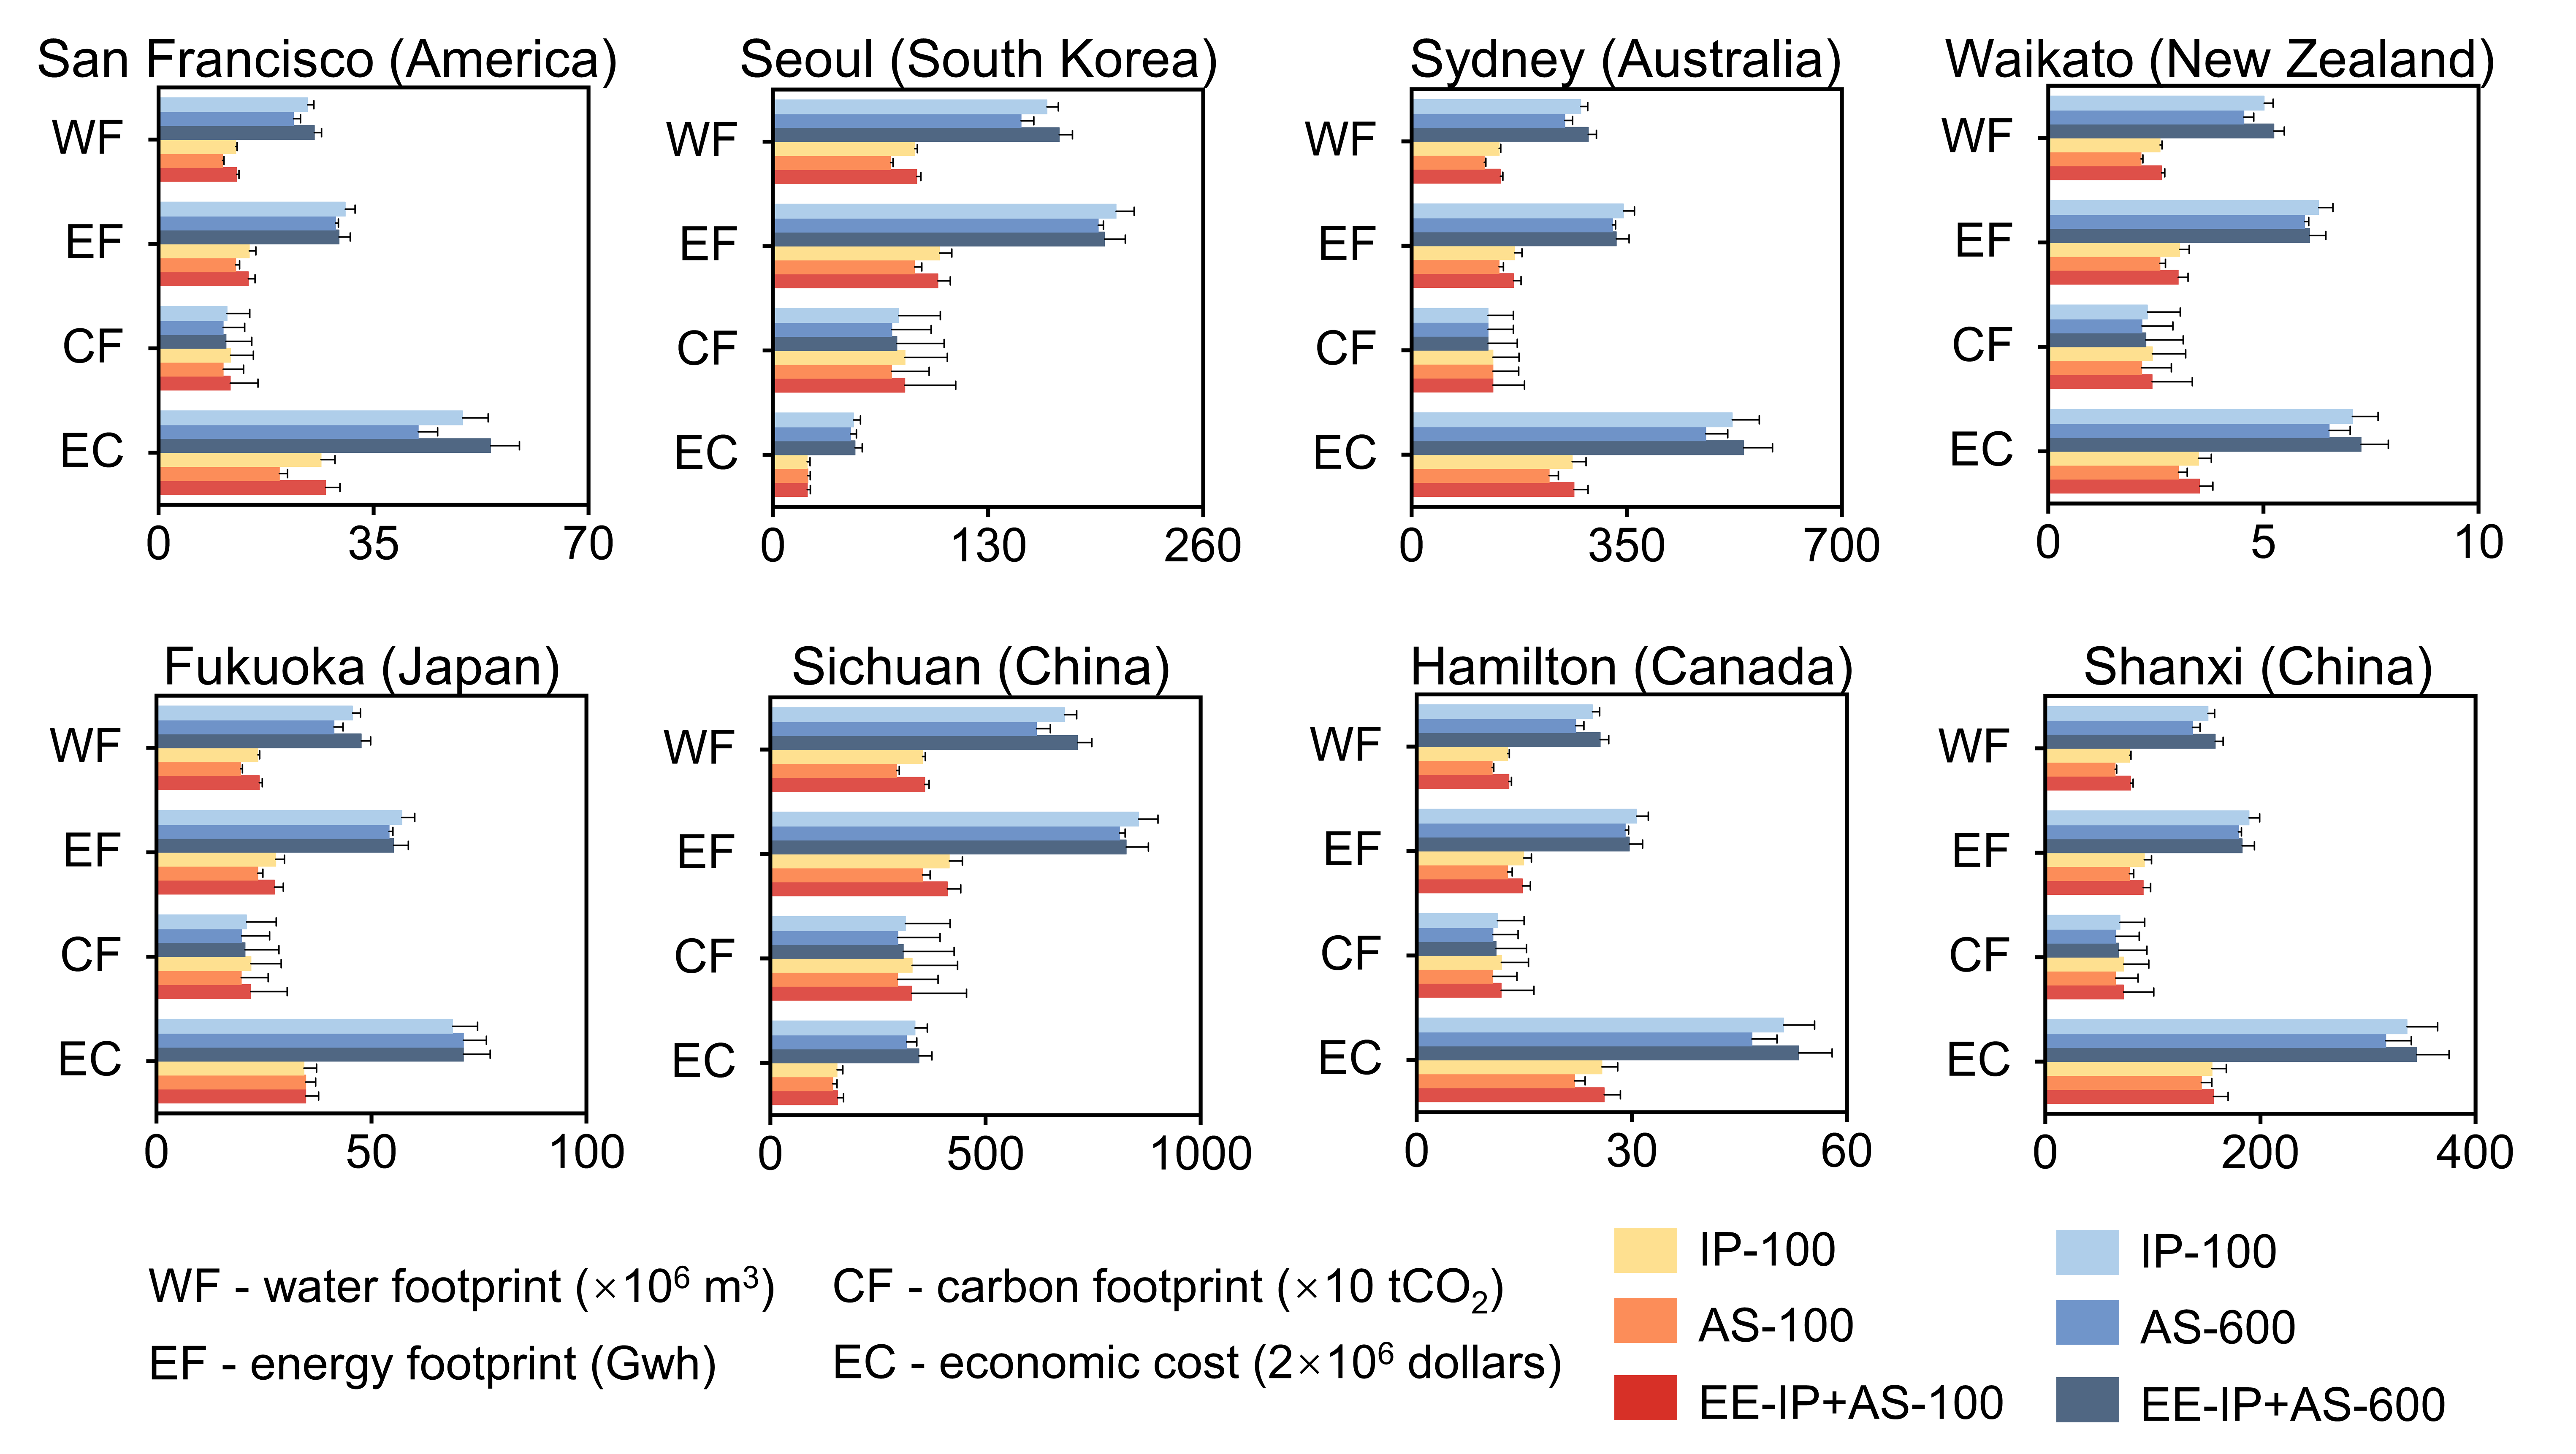 San Francisco (America)
WF
EF
CF
EC
0 35 70
Seoul (South Korea)
WF
EF
CF
EC
0 130 260
Sydney (Australia)
WF
EF
CF
EC
0 350 700
Waikato (New Zealand)
WF
EF
CF
EC
0 5 10
Fukuoka (Japan)
WF
EF
CF
EC
0 50 100
Sichuan (China)
WF
EF
CF
EC
0 500 1000
Hamilton (Canada)
WF
EF
CF
EC
0 30 60
Shanxi (China)
WF
EF
CF
EC
0 200 400
WF - water footprint (×10⁶ m³)
EF - energy footprint (Gwh)
CF - carbon footprint (×10 tCO₂)
EC - economic cost (2×10⁶ dollars)
IP-100
AS-100
EE-IP+AS-100
IP-100
AS-600
EE-IP+AS-600